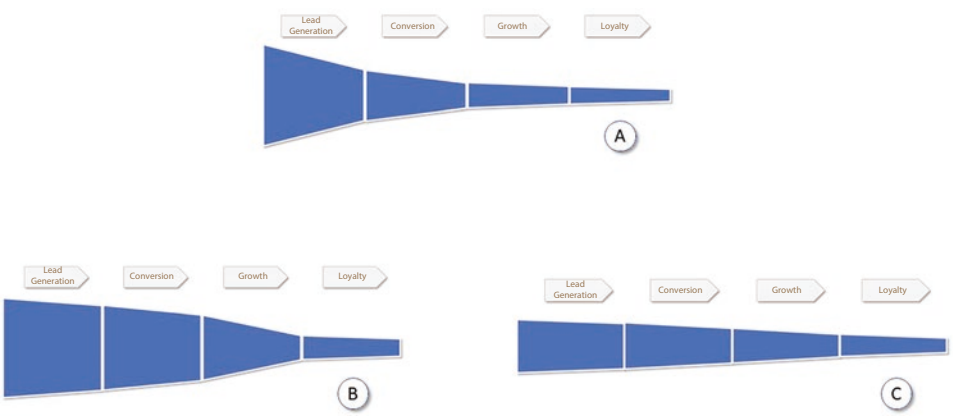 Lead
Generation
Conversion
Growth
Loyalty
A
Lead
Generation
Conversion
Growth
Loyalty
B
Lead
Generation
Conversion
Growth
Loyalty
C